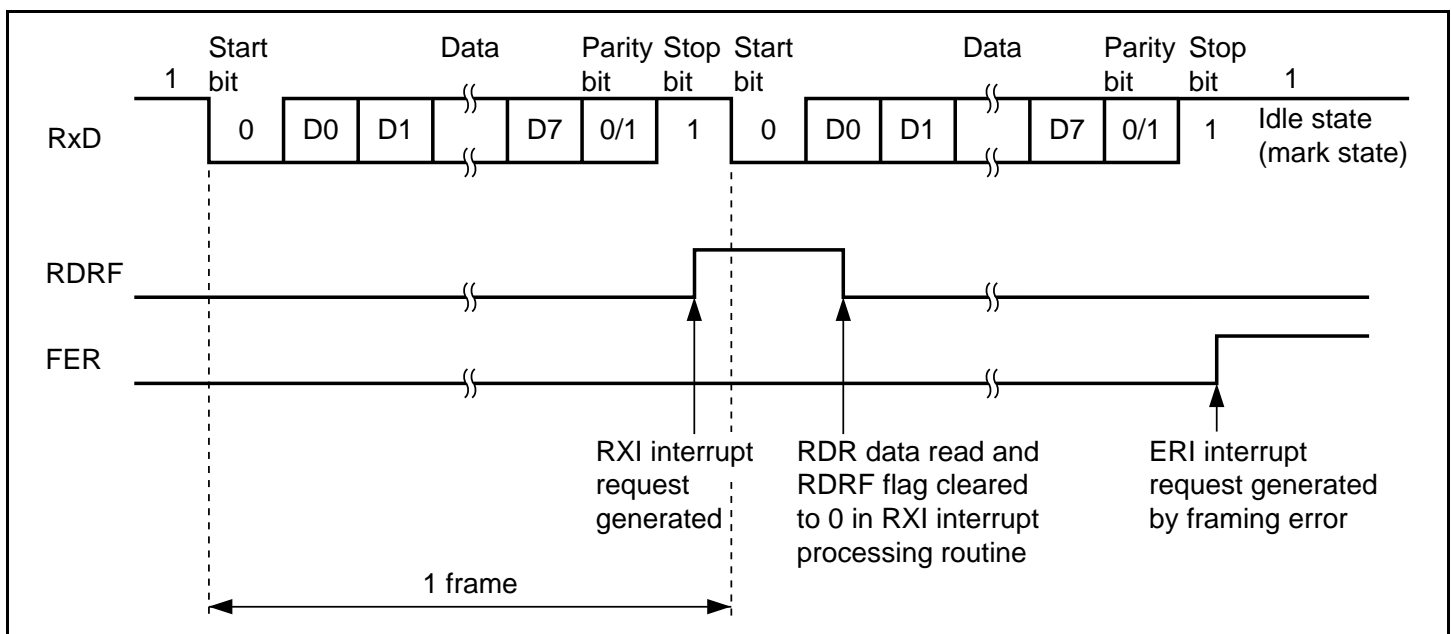 Start Data Parity Stop Start Data Parity Stop
1 bit bit bit bit bit bit 1
RxD 0 D0 D1 D7 0/1 1 0 D0 D1 D7 0/1 1 Idle state
(mark state)
RDRF
FER
RXI interrupt
request
generated
RDR data read and
RDRF flag cleared
to 0 in RXI interrupt
processing routine
ERI interrupt
request generated
by framing error
1 frame